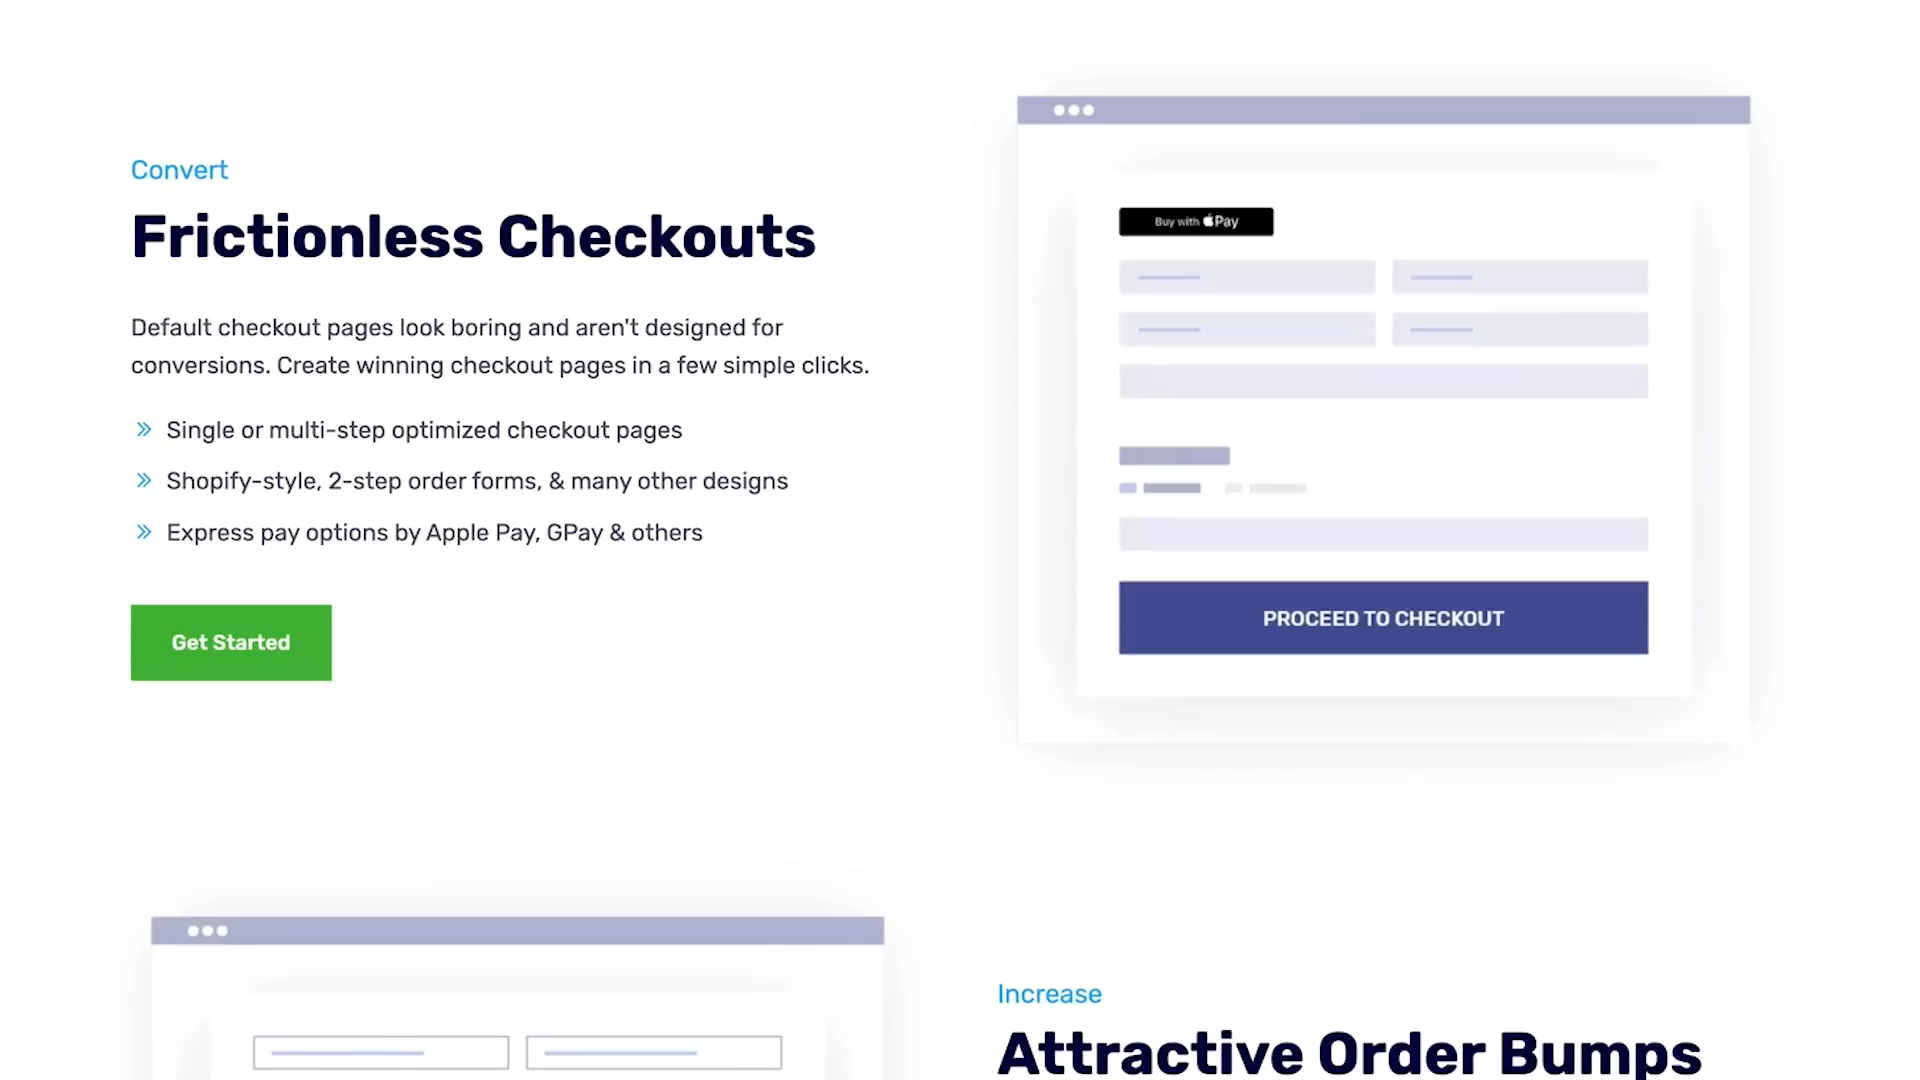 Convert
Frictionless Checkouts
Default checkout pages look boring and aren't designed for
conversions. Create winning checkout pages in a few simple clicks.
Single or multi-step optimized checkout pages
Shopify-style, 2-step order forms, & many other designs
Express pay options by Apple Pay, GPay & others
Get Started
Buy with Pay
PROCEED TO CHECKOUT
Increase
Attractive Order Bumps